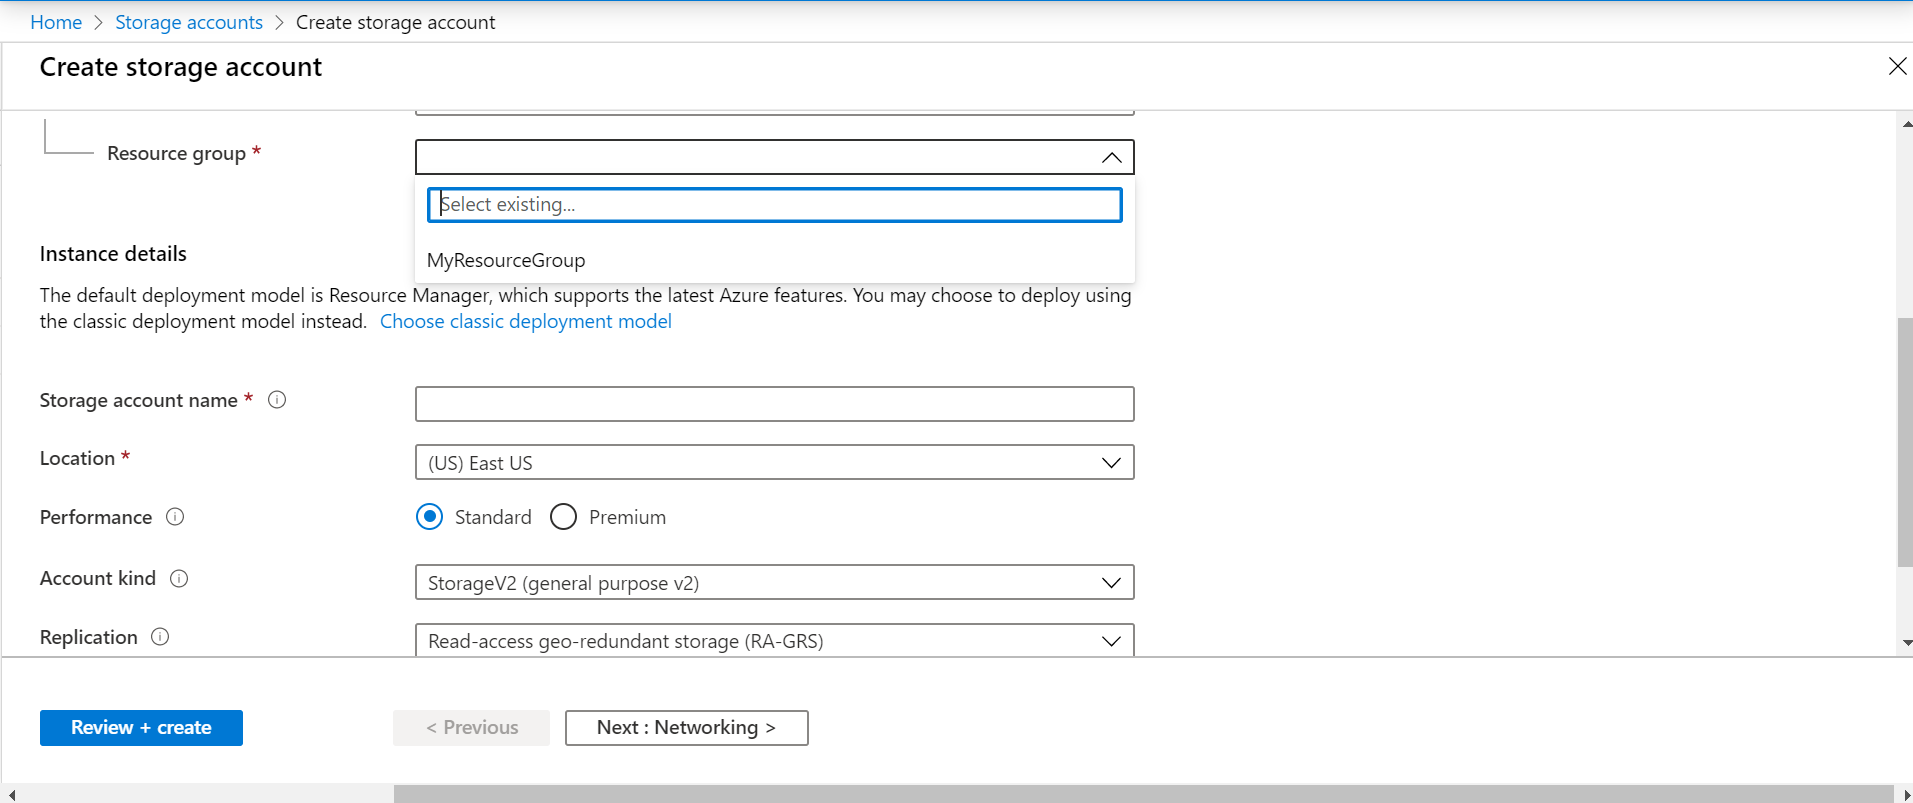 Home > Storage accounts > Create storage account
Create storage account
Resource group *
Select existing...
MyResourceGroup
Instance details
The default deployment model is Resource Manager, which supports the latest Azure features. You may choose to deploy using
the classic deployment model instead. Choose classic deployment model
Storage account name *
Location * (US) East US
Performance Standard Premium
Account kind StorageV2 (general purpose v2)
Replication Read-access geo-redundant storage (RA-GRS)
Review + create < Previous Next : Networking >